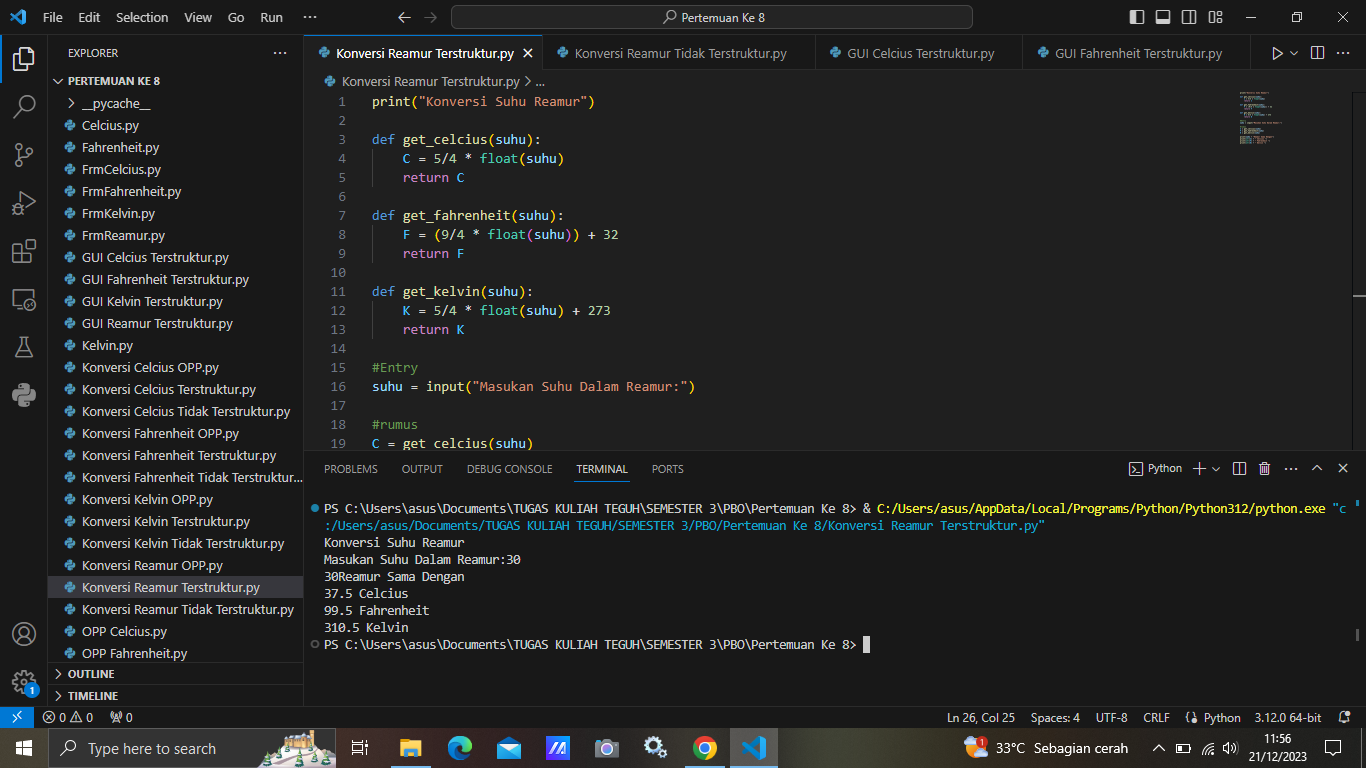 File Edit Selection View Go Run ···
Pertemuan Ke 8
EXPLORER ···
PERTEMUAN KE 8
__pycache__
Celcius.py
Fahrenheit.py
FrmCelcius.py
FrmFahrenheit.py
FrmKelvin.py
FrmReamur.py
GUI Celcius Terstruktur.py
GUI Fahrenheit Terstruktur.py
GUI Kelvin Terstruktur.py
GUI Reamur Terstruktur.py
Kelvin.py
Konversi Celcius OPP.py
Konversi Celcius Terstruktur.py
Konversi Celcius Tidak Terstruktur.py
Konversi Fahrenheit OPP.py
Konversi Fahrenheit Terstruktur.py
Konversi Fahrenheit Tidak Terstruktur...
Konversi Kelvin OPP.py
Konversi Kelvin Terstruktur.py
Konversi Kelvin Tidak Terstruktur.py
Konversi Reamur OPP.py
Konversi Reamur Terstruktur.py
Konversi Reamur Tidak Terstruktur.py
OPP Celcius.py
OPP Fahrenheit.py
OUTLINE
TIMELINE
1
Konversi Reamur Terstruktur.py Konversi Reamur Tidak Terstruktur.py GUI Celcius Terstruktur.py GUI Fahrenheit Terstruktur.py ···
Konversi Reamur Terstruktur.py > ...
1 print("Konversi Suhu Reamur")
2
3 def get_celcius(suhu):
4 C = 5/4 * float(suhu)
5 return C
6
7 def get_fahrenheit(suhu):
8 F = (9/4 * float(suhu)) + 32
9 return F
10
11 def get_kelvin(suhu):
12 K = 5/4 * float(suhu) + 273
13 return K
14
15 #Entry
16 suhu = input("Masukan Suhu Dalam Reamur:")
17
18 #rumus
19 C = get_celcius(suhu)
PROBLEMS OUTPUT DEBUG CONSOLE TERMINAL PORTS
Python ···
PS C:\Users\asus\Documents\TUGAS KULIAH TEGUH\SEMESTER 3\PBO\Pertemuan Ke 8> & C:/Users/asus/AppData/Local/Programs/Python/Python312/python.exe "c
:/Users/asus/Documents/TUGAS KULIAH TEGUH/SEMESTER 3/PBO/Pertemuan Ke 8/Konversi Reamur Terstruktur.py"
Konversi Suhu Reamur
Masukan Suhu Dalam Reamur:30
30Reamur Sama Dengan
37.5 Celcius
99.5 Fahrenheit
310.5 Kelvin
PS C:\Users\asus\Documents\TUGAS KULIAH TEGUH\SEMESTER 3\PBO\Pertemuan Ke 8>
0 0 0 Ln 26, Col 25 Spaces: 4 UTF-8 CRLF Python 3.12.0 64-bit
Type here to search
1 33°C Sebagian cerah
11:56
21/12/2023